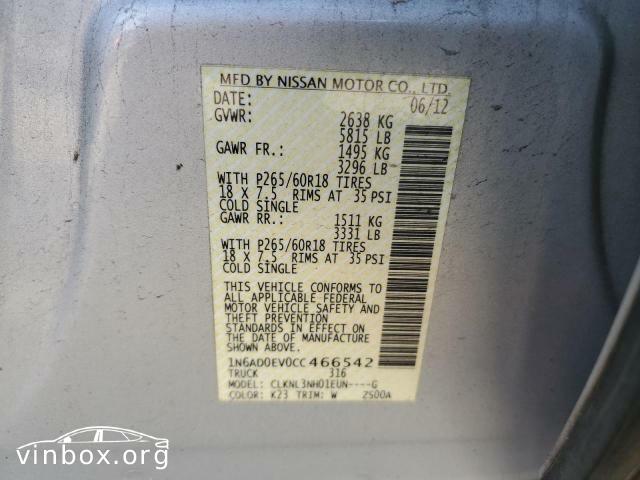 MFD BY NISSAN MOTOR CO., LTD.
DATE: 06/12
GVWR: 2638 KG
5815 LB
GAWR FR.: 1495 KG
3296 LB
WITH P265/60R18 TIRES
18 X 7.5 RIMS AT 35 PSI
COLD SINGLE
GAWR RR.: 1511 KG
3331 LB
WITH P265/60R18 TIRES
18 X 7.5 RIMS AT 35 PSI
COLD SINGLE
THIS VEHICLE CONFORMS TO
ALL APPLICABLE FEDERAL
MOTOR VEHICLE SAFETY AND
THEFT PREVENTION
STANDARDS IN EFFECT ON
THE DATE OF MANUFACTURE
SHOWN ABOVE.
1N6AD0EV0CC466542
TRUCK 316
MODEL: CLKNL3NH01EUN----G
COLOR: K23 TRIM: W 2S00A
vinbox.org